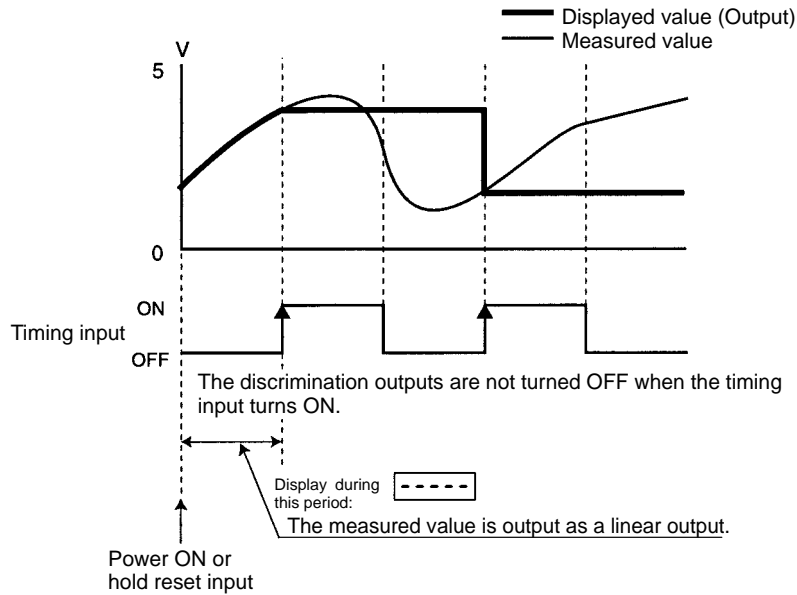 Displayed value (Output)
Measured value
V
5
0
ON
Timing input
OFF
The discrimination outputs are not turned OFF when the timing
input turns ON.
Display during
this period:
-----
The measured value is output as a linear output.
Power ON or
hold reset input